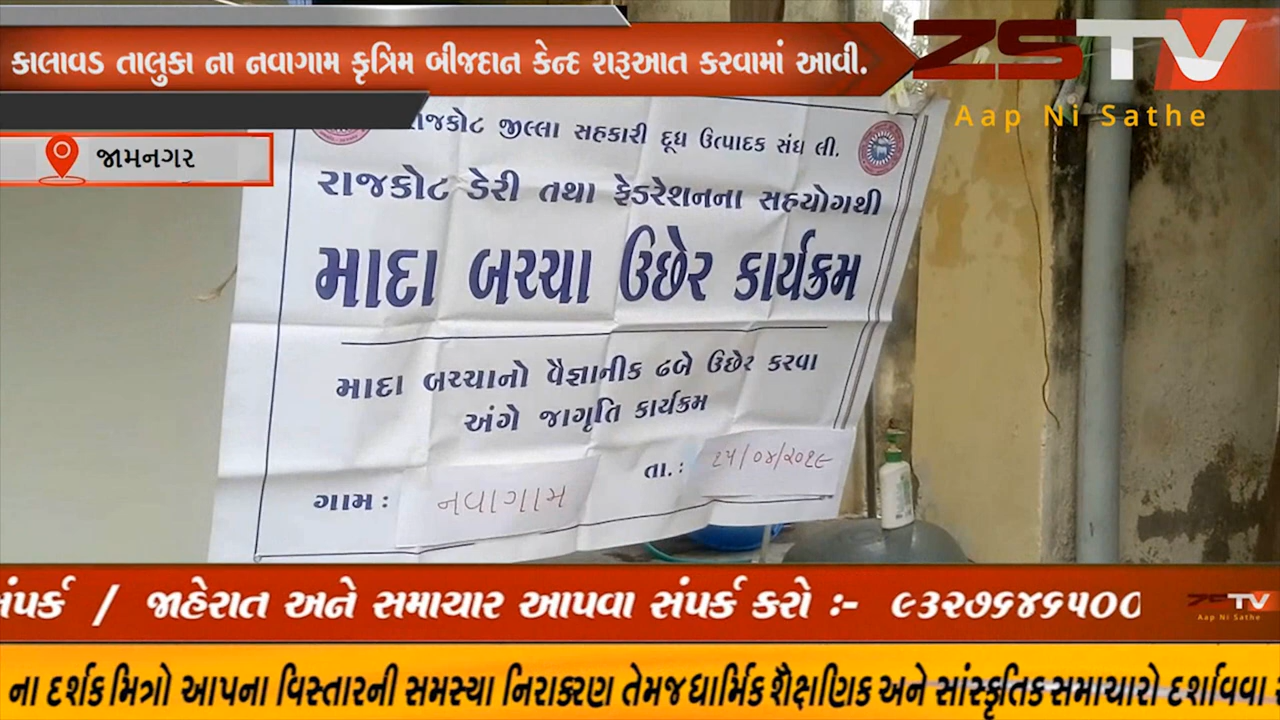 કાલાવડ તાલુકા ના નવાગામ કૃત્રિમ બીજદાન કેન્દ શરૂઆત કરવામાં આવી.
ZSTV
Aap Ni Sathe
જામનગર
રાજકોટ જીલ્લા સહકારી દૂધ ઉત્પાદક સંઘ લી.
રાજકોટ ડેરી તથા ફેડરેશનના સહયોગથી
માદા બચ્ચા ઉછેર કાર્યક્રમ
માદા બચ્ચાનો વૈજ્ઞાનીક ઢબે ઉછેર કરવા
અંગે જાગૃતિ કાર્યક્રમ
તા. :
ગામ : નવાગામ
સંપર્ક / જાહેરાત અને સમાચાર આપવા સંપર્ક કરો :- ૯૩૨૭૬૪૬૫૦૦
ZSTV
Aap Ni Sathe
ના દર્શક મિત્રો આપના વિસ્તારની સમસ્યા નિરાકરણ તેમજ ધાર્મિક શૈક્ષણિક અને સાંસ્કૃતિક સમાચારો દર્શાવવા